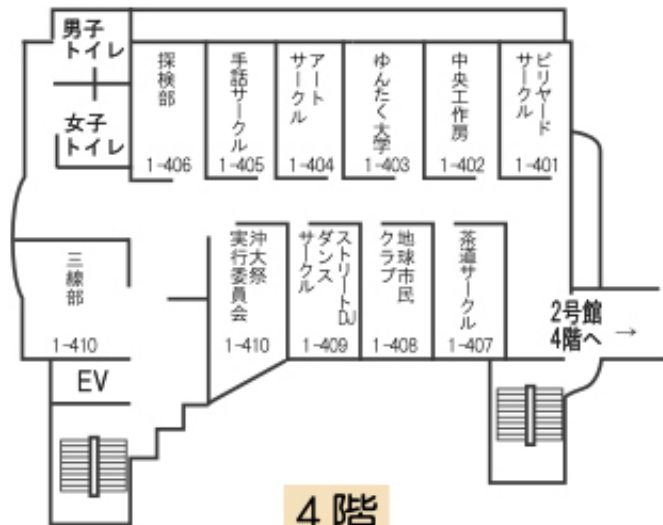 男子
トイレ
女子
トイレ
探検部
1-406
手話サークル
1-405
アート
サークル
1-404
ゆんたく大学
1-403
中央工作房
1-402
ビリヤード
サークル
1-401
三線部
1-410
沖大祭
実行委員会
1-410
ストリートDJ
ダンス
サークル
1-409
地球市民
クラブ
1-408
茶道サークル
1-407
2号館
4階へ →
EV
4階